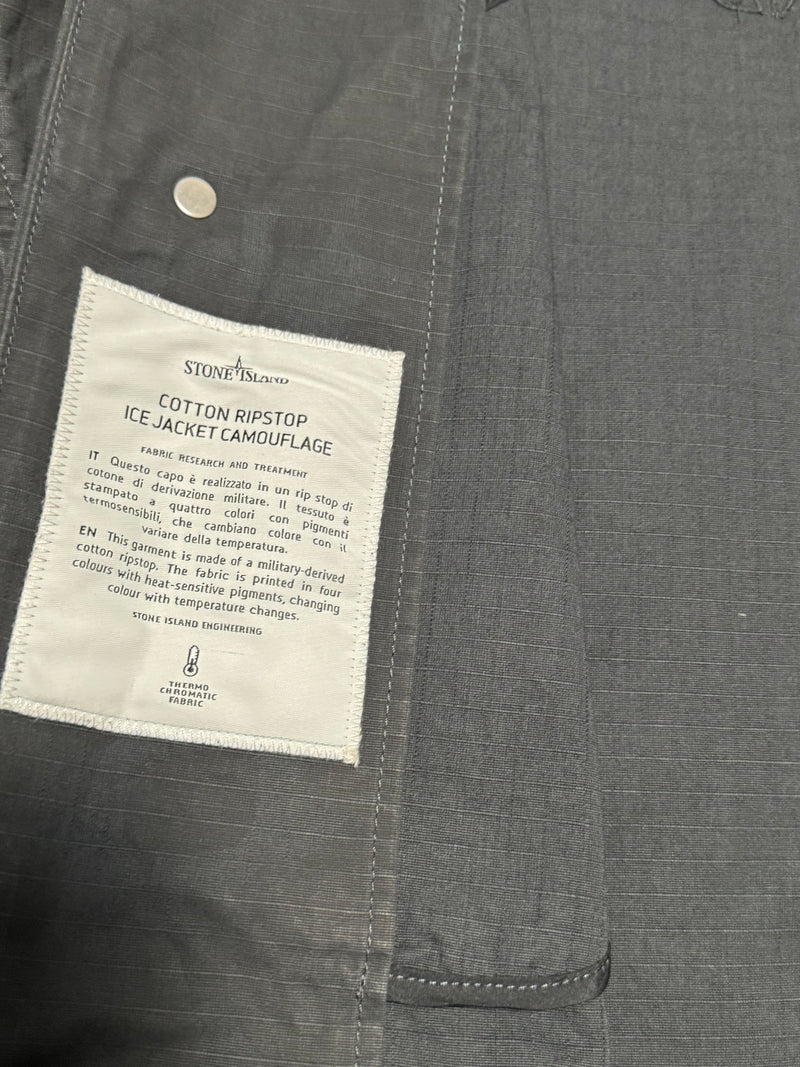 STONE ISLAND
COTTON RIPSTOP
ICE JACKET CAMOUFLAGE
FABRIC RESEARCH AND TREATMENT
IT Questo capo è realizzato in un rip stop di
cotone di derivazione militare. Il tessuto è
stampato a quattro colori con pigmenti
termosensibili, che cambiano colore con il
variare della temperatura.
EN This garment is made of a military-derived
cotton ripstop. The fabric is printed in four
colours with heat-sensitive pigments, changing
colour with temperature changes.
STONE ISLAND ENGINEERING
THERMO
CHROMATIC
FABRIC